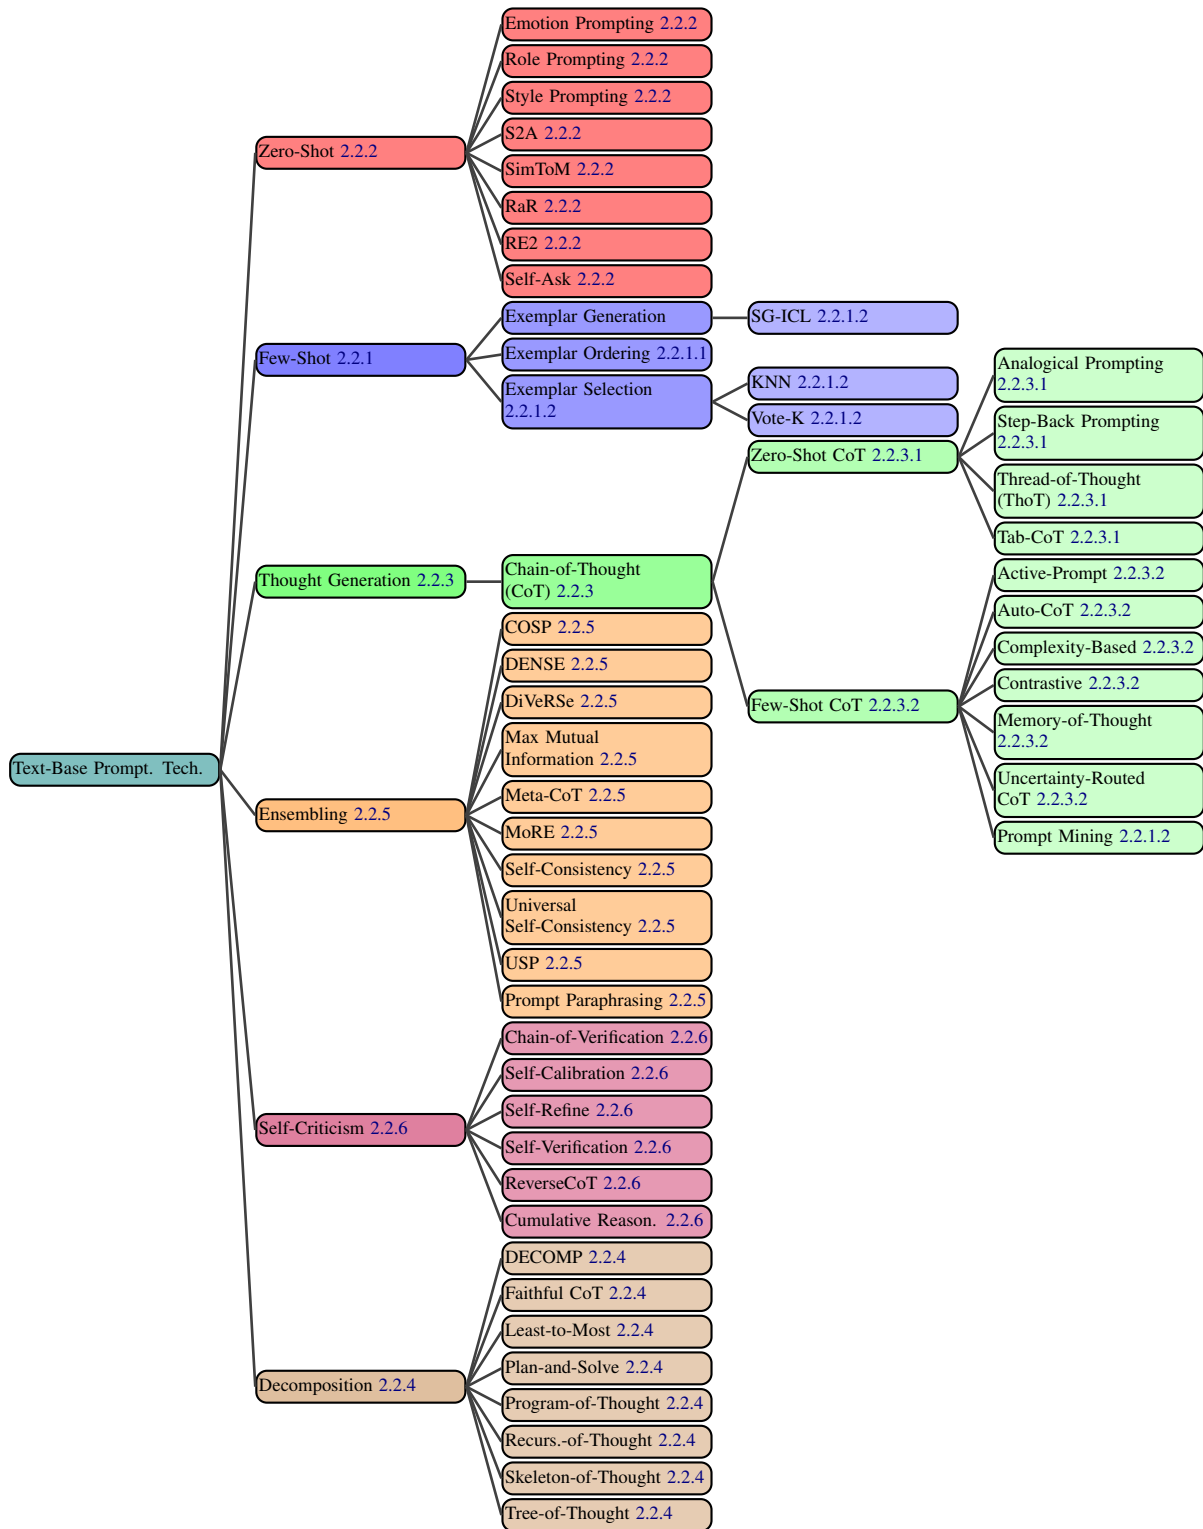 Text-Base Prompt. Tech.
Zero-Shot 2.2.2
Emotion Prompting 2.2.2
Role Prompting 2.2.2
Style Prompting 2.2.2
S2A 2.2.2
SimToM 2.2.2
RaR 2.2.2
RE2 2.2.2
Self-Ask 2.2.2
Few-Shot 2.2.1
Exemplar Generation
SG-ICL 2.2.1.2
Exemplar Ordering 2.2.1.1
Exemplar Selection
2.2.1.2
KNN 2.2.1.2
Vote-K 2.2.1.2
Thought Generation 2.2.3
Chain-of-Thought
(CoT) 2.2.3
Zero-Shot CoT 2.2.3.1
Analogical Prompting
2.2.3.1
Step-Back Prompting
2.2.3.1
Thread-of-Thought
(ThoT) 2.2.3.1
Tab-CoT 2.2.3.1
Few-Shot CoT 2.2.3.2
Active-Prompt 2.2.3.2
Auto-CoT 2.2.3.2
Complexity-Based 2.2.3.2
Contrastive 2.2.3.2
Memory-of-Thought
2.2.3.2
Uncertainty-Routed
CoT 2.2.3.2
Prompt Mining 2.2.1.2
Ensembling 2.2.5
COSP 2.2.5
DENSE 2.2.5
DiVeRSe 2.2.5
Max Mutual
Information 2.2.5
Meta-CoT 2.2.5
MoRE 2.2.5
Self-Consistency 2.2.5
Universal
Self-Consistency 2.2.5
USP 2.2.5
Prompt Paraphrasing 2.2.5
Self-Criticism 2.2.6
Chain-of-Verification 2.2.6
Self-Calibration 2.2.6
Self-Refine 2.2.6
Self-Verification 2.2.6
ReverseCoT 2.2.6
Cumulative Reason. 2.2.6
Decomposition 2.2.4
DECOMP 2.2.4
Faithful CoT 2.2.4
Least-to-Most 2.2.4
Plan-and-Solve 2.2.4
Program-of-Thought 2.2.4
Recurs.-of-Thought 2.2.4
Skeleton-of-Thought 2.2.4
Tree-of-Thought 2.2.4